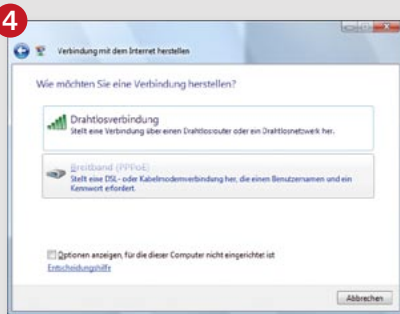 4
Verbindung mit dem Internet herstellen
Wie möchten Sie eine Verbindung herstellen?
Drahtlosverbindung
Stellt eine Verbindung über einen Drahtlosrouter oder ein Drahtlosnetzwerk her.
Breitband (PPPoE)
Stellt eine DSL- oder Kabelmodemverbindung her, die einen Benutzernamen und ein
Kennwort erfordert.
Optionen anzeigen, für die dieser Computer nicht eingerichtet ist
Entscheidungshilfe
Abbrechen